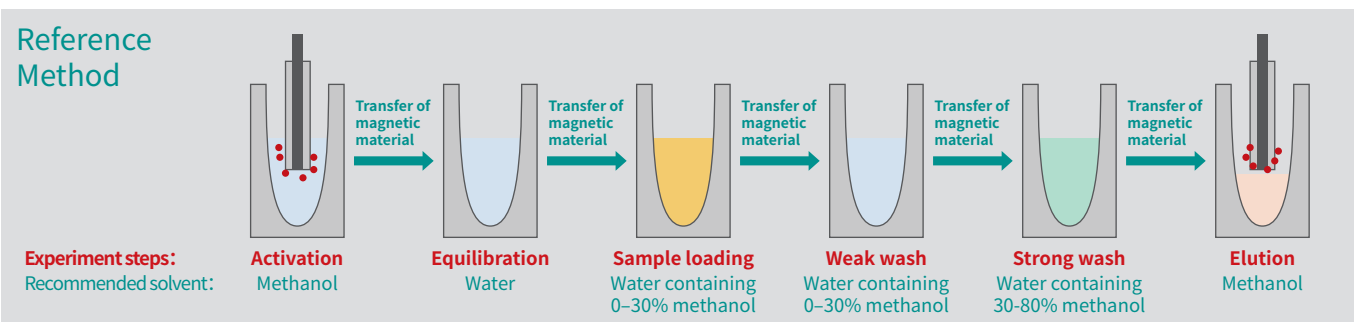 Reference
Method
Transfer of
magnetic
material
Transfer of
magnetic
material
Transfer of
magnetic
material
Transfer of
magnetic
material
Transfer of
magnetic
material
Experiment steps: Activation Equilibration Sample loading Weak wash Strong wash Elution
Recommended solvent: Methanol Water Water containing Water containing Water containing Methanol
0–30% methanol 0–30% methanol 30-80% methanol